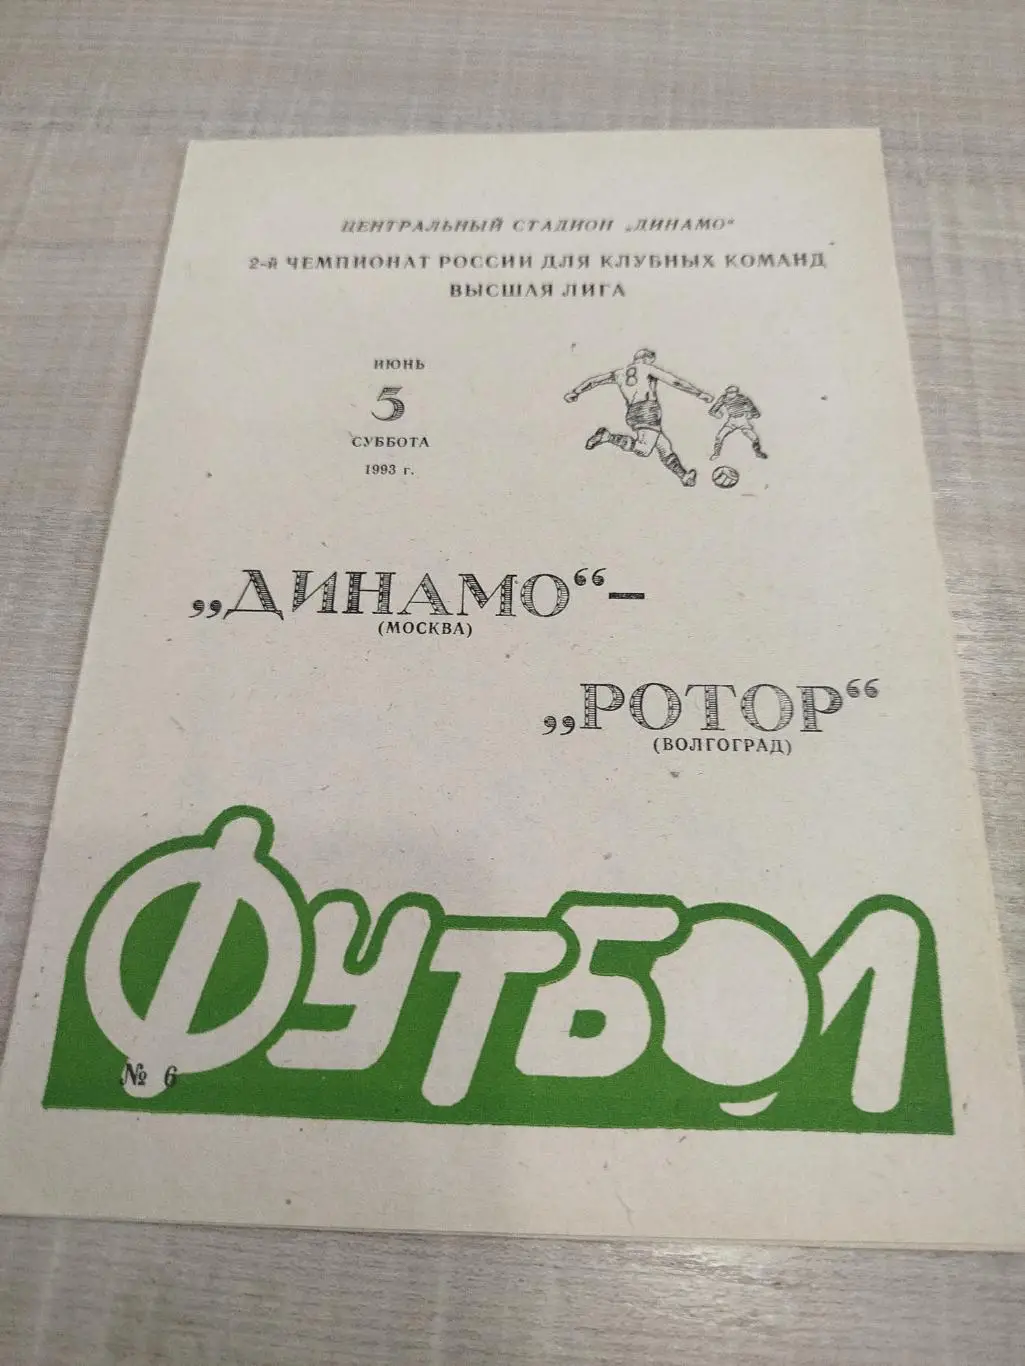 ЦЕНТРАЛЬНЫЙ СТАДИОН „ДИНАМО"
2-й ЧЕМПИОНАТ РОССИИ ДЛЯ КЛУБНЫХ КОМАНД
ВЫСШАЯ ЛИГА
ИЮНЬ
5
СУББОТА
1993 г.
8
„ДИНАМО“–
(МОСКВА)
„РОТОР“
(ВОЛГОГРАД)
ФУТБОЛ
№ 6